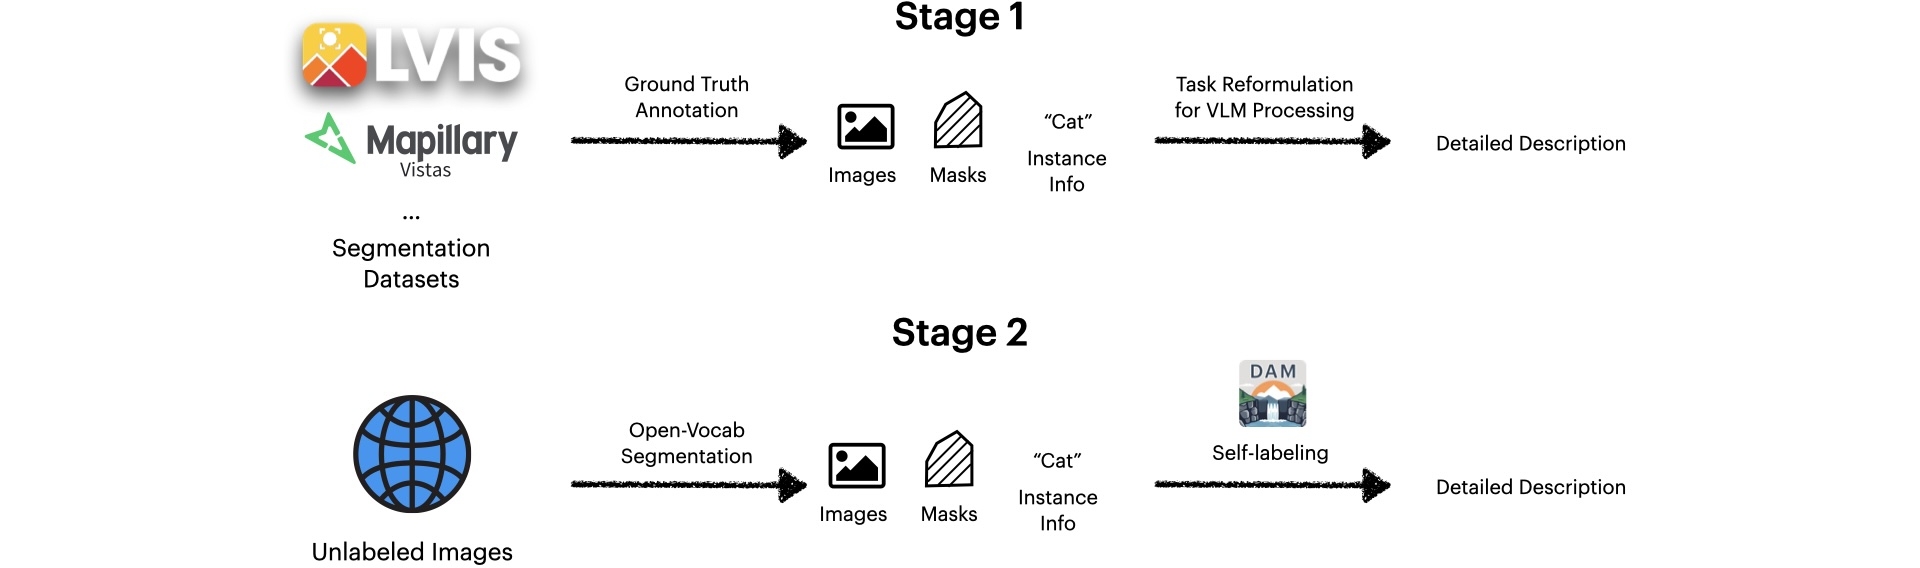 Stage 1
LVIS
Mapillary
Vistas
...
Segmentation
Datasets
Ground Truth
Annotation
Images
Masks
“Cat”
Instance
Info
Task Reformulation
for VLM Processing
Detailed Description
Stage 2
Unlabeled Images
Open-Vocab
Segmentation
Images
Masks
“Cat”
Instance
Info
DAM
Self-labeling
Detailed Description